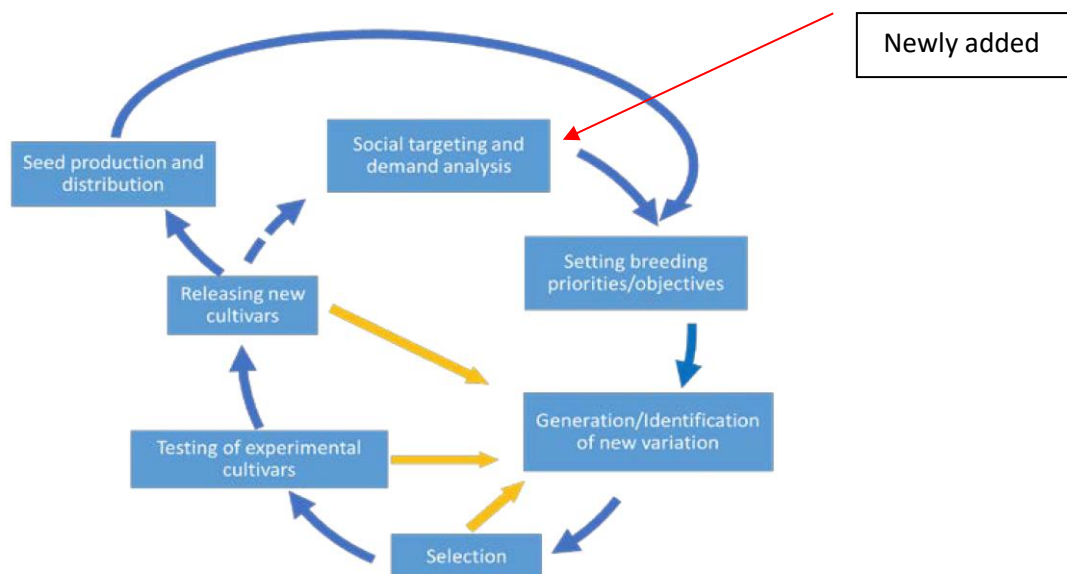 Newly added
Social targeting and
demand analysis
Seed production and
distribution
Setting breeding
priorities/objectives
Releasing new
cultivars
Generation/Identification
of new variation
Testing of experimental
cultivars
Selection